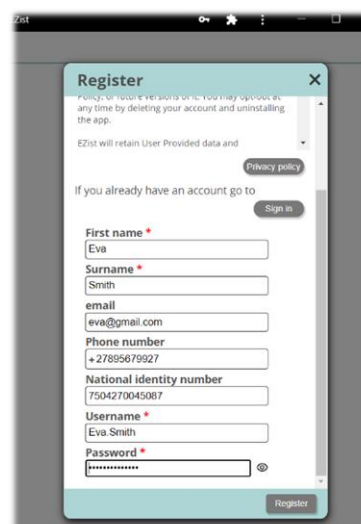 EZist
Register
Policy, or future versions of it. You may opt-out at
any time by deleting your account and uninstalling
the app.
EZist will retain User Provided data and
Privacy policy
If you already have an account go to
Sign in
First name *
Eva
Surname *
Smith
email
eva@gmail.com
Phone number
+27895679927
National identity number
7504270045087
Username *
Eva.Smith
Password *
••••••••••••••
Register